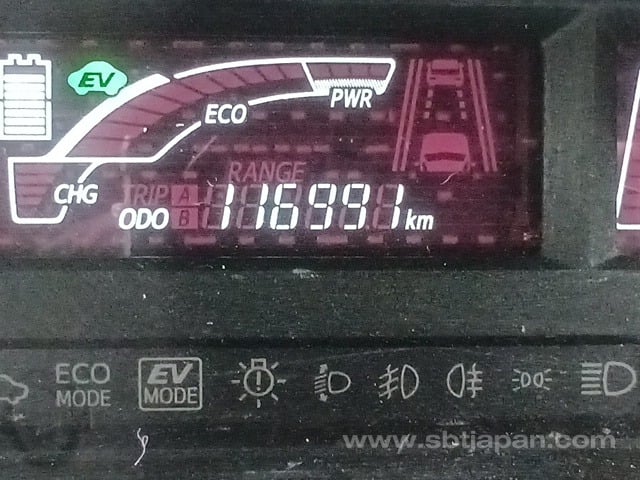 EV
PWR
ECO
RANGE
CHG
TRIP A
ODO B 116991 km
ECO
MODE
EV
MODE
www.sbtjapan.com